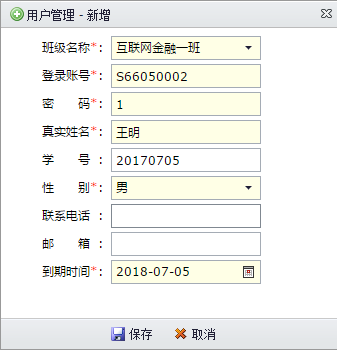 用户管理 - 新增
班级名称*: 互联网金融一班
登录账号*: S66050002
密 码*: 1
真实姓名*: 王明
学 号 : 20170705
性 别*: 男
联系电话 :
邮 箱 :
到期时间*: 2018-07-05
保存 取消